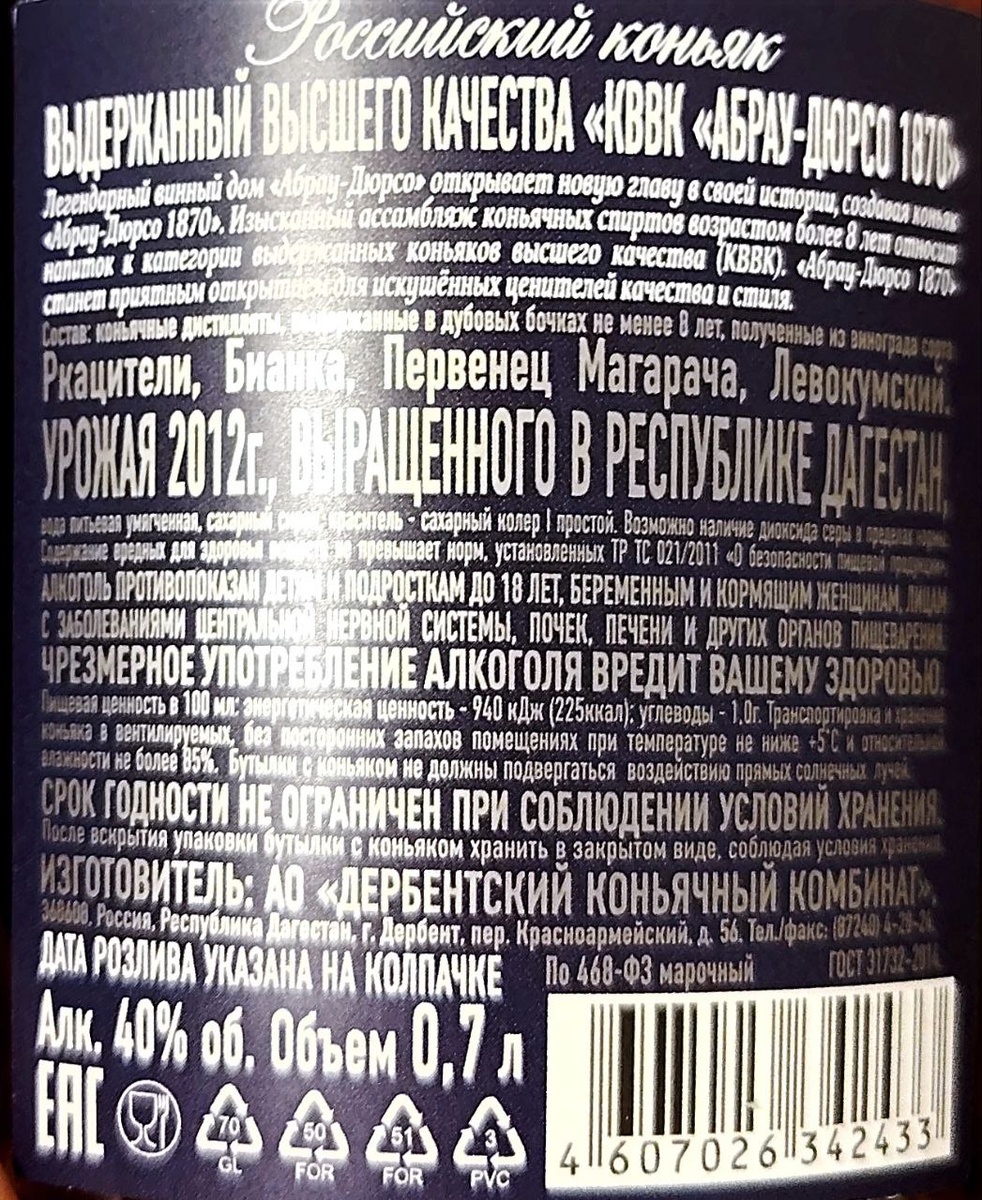 Российский коньяк
ВЫДЕРЖАННЫЙ ВЫСШЕГО КАЧЕСТВА «КВВК «АБРАУ-ДЮРСО 1870»
Легендарный винный дом «Абрау-Дюрсо» открывает новую главу в своей истории, создавая коньяк
«Абрау-Дюрсо 1870». Изысканный ассамбляж коньячных спиртов возрастом более 8 лет относит
напиток к категории выдержанных коньяков высшего качества (КВВК). «Абрау-Дюрсо 1870»
станет приятным открытием для искушённых ценителей качества и стиля.
Состав: коньячные дистилляты, выдержанные в дубовых бочках не менее 8 лет, полученные из винограда сорта
Ркацители, Бианка, Первенец Магарача, Левокумский.
УРОЖАЯ 2012г., ВЫРАЩЕННОГО В РЕСПУБЛИКЕ ДАГЕСТАН,
вода питьевая умягченная, сахарный сироп, краситель - сахарный колер I простой. Возможно наличие диоксида серы в пределах
Содержание вредных для здоровья веществ не превышает норм, установленных ТР ТС 021/2011 «О безопасности пищевой продукции»
АЛКОГОЛЬ ПРОТИВОПОКАЗАН ДЕТЯМ И ПОДРОСТКАМ ДО 18 ЛЕТ, БЕРЕМЕННЫМ И КОРМЯЩИМ ЖЕНЩИНАМ, ЛИЦАМ
С ЗАБОЛЕВАНИЯМИ ЦЕНТРАЛЬНОЙ НЕРВНОЙ СИСТЕМЫ, ПОЧЕК, ПЕЧЕНИ И ДРУГИХ ОРГАНОВ ПИЩЕВАРЕНИЯ.
ЧРЕЗМЕРНОЕ УПОТРЕБЛЕНИЕ АЛКОГОЛЯ ВРЕДИТ ВАШЕМУ ЗДОРОВЬЮ.
Пищевая ценность в 100 мл: энергетическая ценность - 940 кДж (225ккал); углеводы - 1,0г. Транспортировка и хранение
коньяка в вентилируемых, без посторонних запахов помещениях при температуре не ниже +5°С и относительной
влажности не более 85%. Бутылки с коньяком не должны подвергаться воздействию прямых солнечных лучей.
СРОК ГОДНОСТИ НЕ ОГРАНИЧЕН ПРИ СОБЛЮДЕНИИ УСЛОВИЙ ХРАНЕНИЯ.
После вскрытия упаковки бутылки с коньяком хранить в закрытом виде, соблюдая условия хранения.
ИЗГОТОВИТЕЛЬ: АО «ДЕРБЕНТСКИЙ КОНЬЯЧНЫЙ КОМБИНАТ»,
368600, Россия, Республика Дагестан, г. Дербент, пер. Красноармейский, д. 56. Тел./факс: (87240) 4-29-24.
ДАТА РОЗЛИВА УКАЗАНА НА КОЛПАЧКЕ
По 468-ФЗ марочный
ГОСТ 31732-2014
Алк. 40% об. Объем 0,7 л
ЕАС
70 50 51 3
GL FOR FOR PVC
4 607026 342433